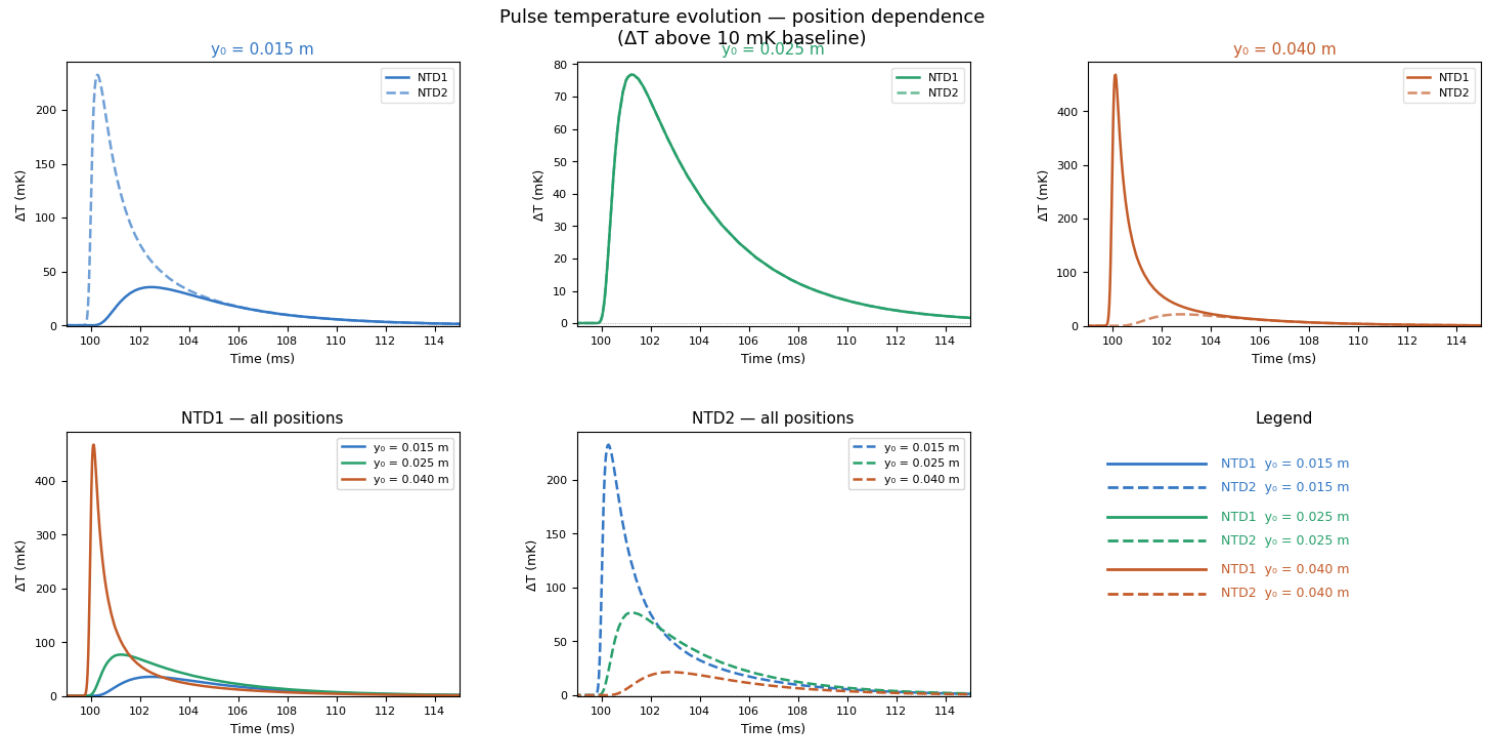 Pulse temperature evolution — position dependence
(ΔT above 10 mK baseline)
y₀ = 0.015 m
y₀ = 0.025 m
y₀ = 0.040 m
NTD1
NTD2
200
150
100
50
0
ΔT (mK)
100 102 104 106 108 110 112 114
Time (ms)
NTD1
NTD2
80
70
60
50
40
30
20
10
0
ΔT (mK)
100 102 104 106 108 110 112 114
Time (ms)
NTD1
NTD2
400
300
200
100
0
ΔT (mK)
100 102 104 106 108 110 112 114
Time (ms)
NTD1 — all positions
y₀ = 0.015 m
y₀ = 0.025 m
y₀ = 0.040 m
400
300
200
100
0
ΔT (mK)
100 102 104 106 108 110 112 114
Time (ms)
NTD2 — all positions
y₀ = 0.015 m
y₀ = 0.025 m
y₀ = 0.040 m
200
150
100
50
0
ΔT (mK)
100 102 104 106 108 110 112 114
Time (ms)
Legend
NTD1 y₀ = 0.015 m
NTD2 y₀ = 0.015 m
NTD1 y₀ = 0.025 m
NTD2 y₀ = 0.025 m
NTD1 y₀ = 0.040 m
NTD2 y₀ = 0.040 m